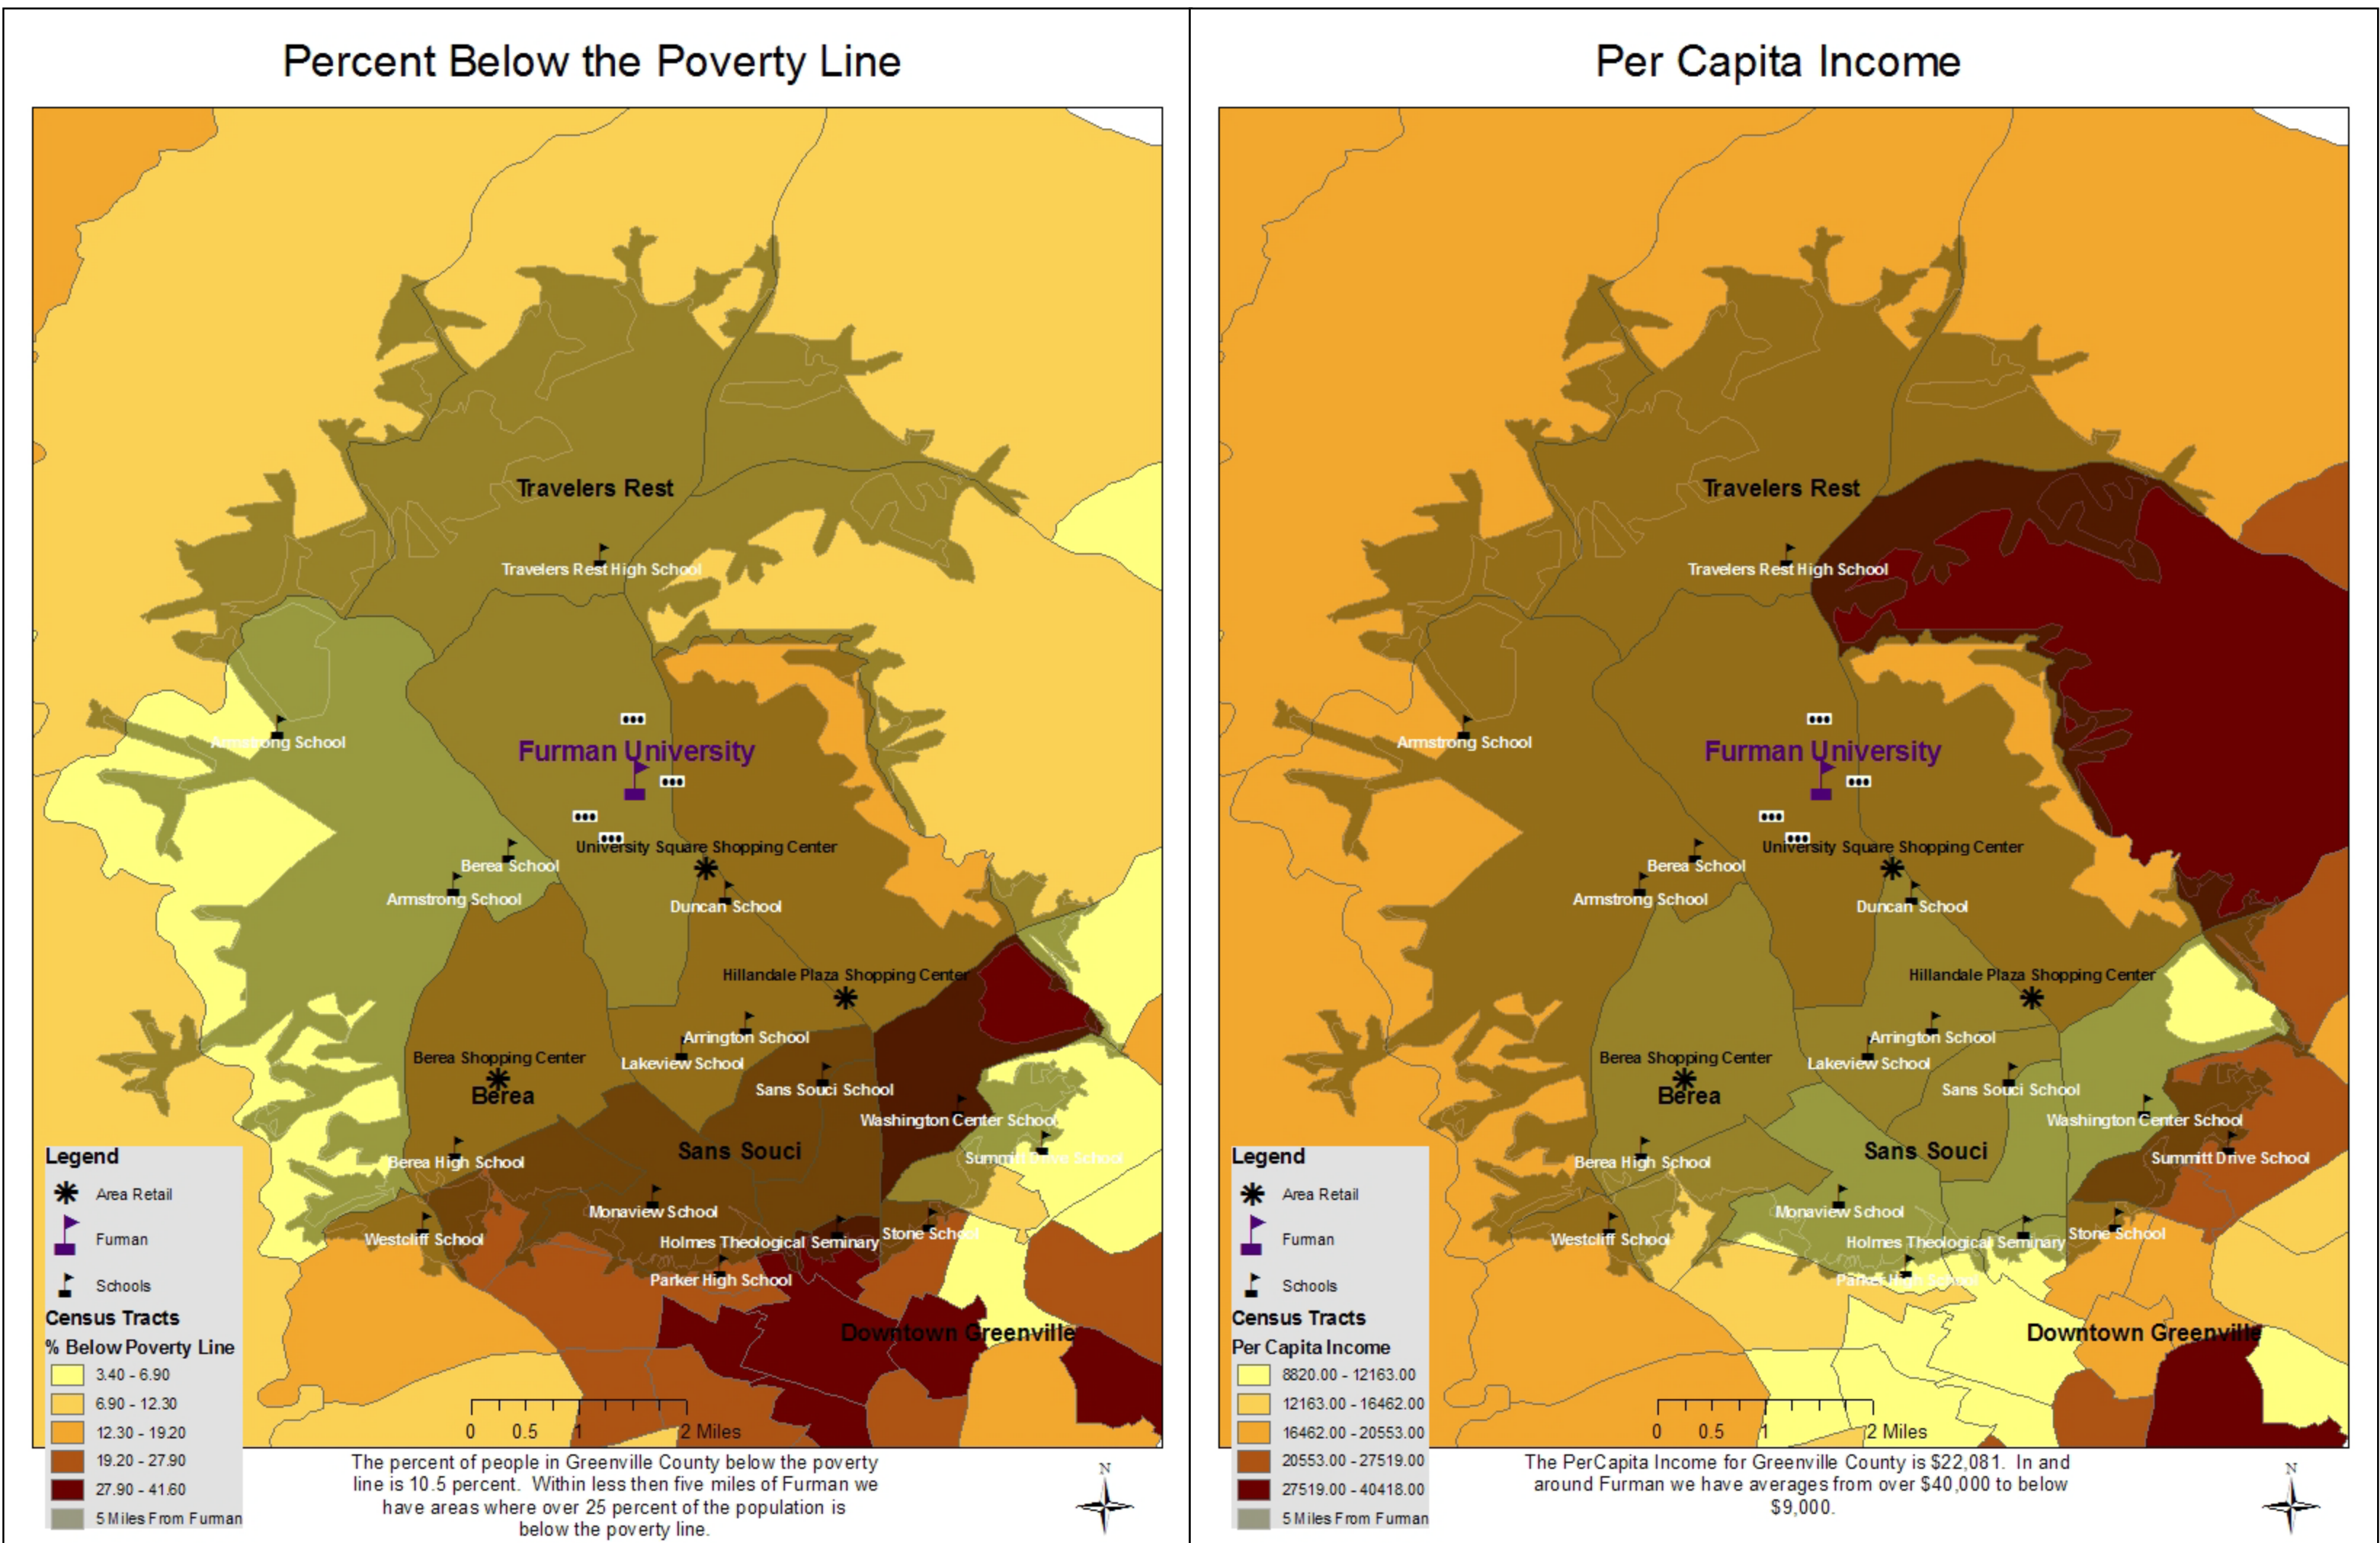 Percent Below the Poverty Line
Travelers Rest
Travelers Rest High School
Armstrong School
Furman University
University Square Shopping Center
Berea School
Armstrong School
Duncan School
Hillandale Plaza Shopping Center
Arrington School
Berea Shopping Center
Lakeview School
Berea
Sans Souci School
Washington Center School
Sans Souci
Summitt Drive School
Berea High School
Monaview School
Westcliff School
Stone School
Holmes Theological Seminary
Parker High School
Downtown Greenville
Legend
Area Retail
Furman
Schools
Census Tracts
% Below Poverty Line
3.40 - 6.90
6.90 - 12.30
12.30 - 19.20
19.20 - 27.90
27.90 - 41.60
5 Miles From Furman
0 0.5 1 2 Miles
The percent of people in Greenville County below the poverty
line is 10.5 percent. Within less then five miles of Furman we
have areas where over 25 percent of the population is
below the poverty line.
N
Per Capita Income
Travelers Rest
Travelers Rest High School
Armstrong School
Furman University
University Square Shopping Center
Berea School
Armstrong School
Duncan School
Hillandale Plaza Shopping Center
Arrington School
Berea Shopping Center
Lakeview School
Berea
Sans Souci School
Washington Center School
Sans Souci
Summitt Drive School
Berea High School
Monaview School
Westcliff School
Stone School
Holmes Theological Seminary
Parker High School
Downtown Greenville
Legend
Area Retail
Furman
Schools
Census Tracts
Per Capita Income
8820.00 - 12163.00
12163.00 - 16462.00
16462.00 - 20553.00
20553.00 - 27519.00
27519.00 - 40418.00
5 Miles From Furman
0 0.5 1 2 Miles
The PerCapita Income for Greenville County is $22,081. In and
around Furman we have averages from over $40,000 to below
$9,000.
N